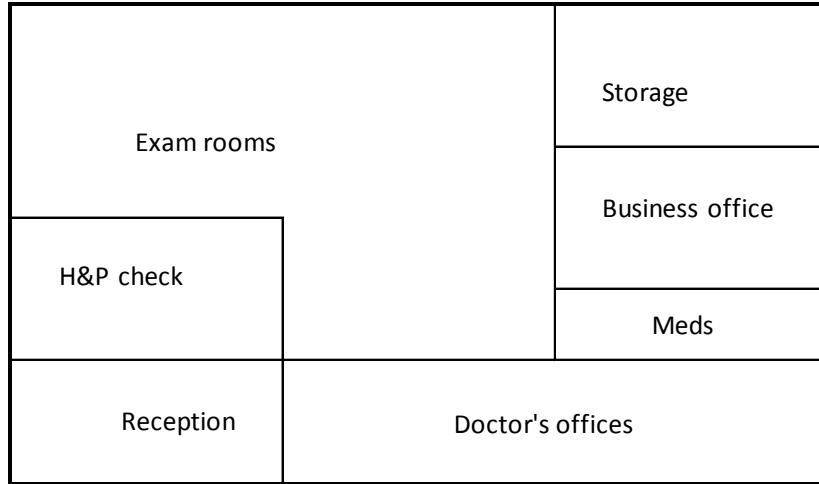 Storage
Exam rooms
Business office
H&P check
Meds
Reception
Doctor's offices